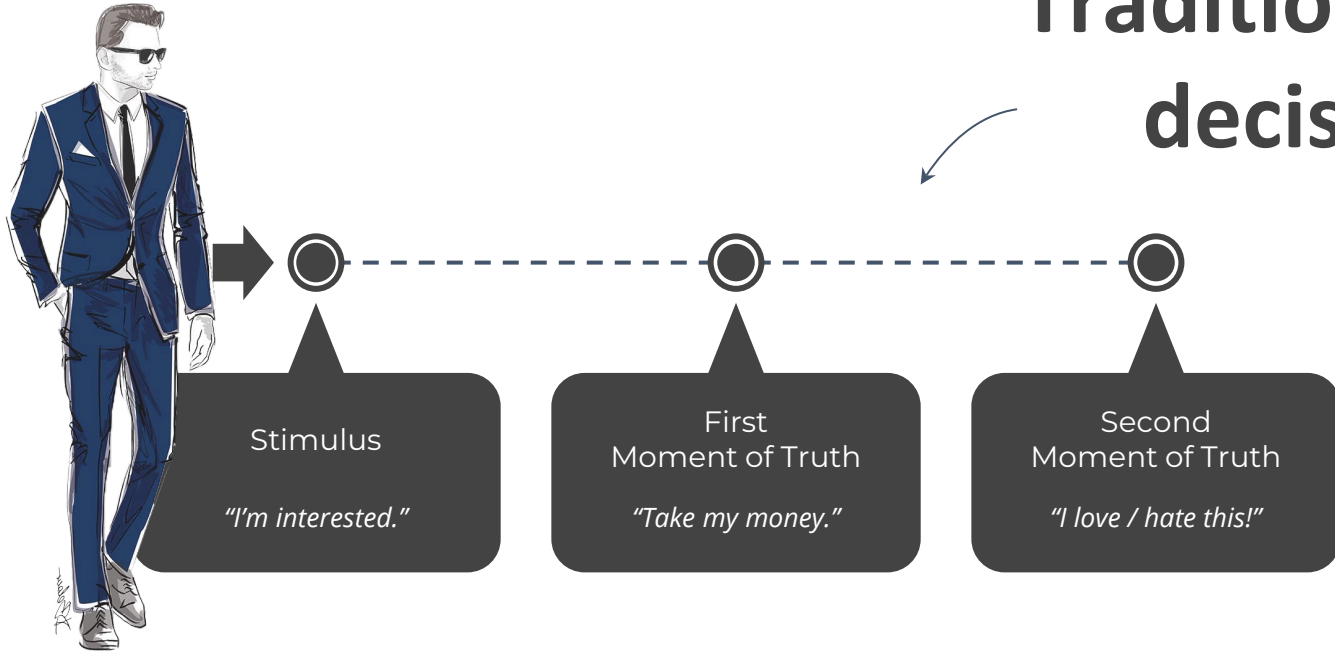 Traditio
decis
Stimulus
“I’m interested.”
First
Moment of Truth
“Take my money.”
Second
Moment of Truth
“I love / hate this!”